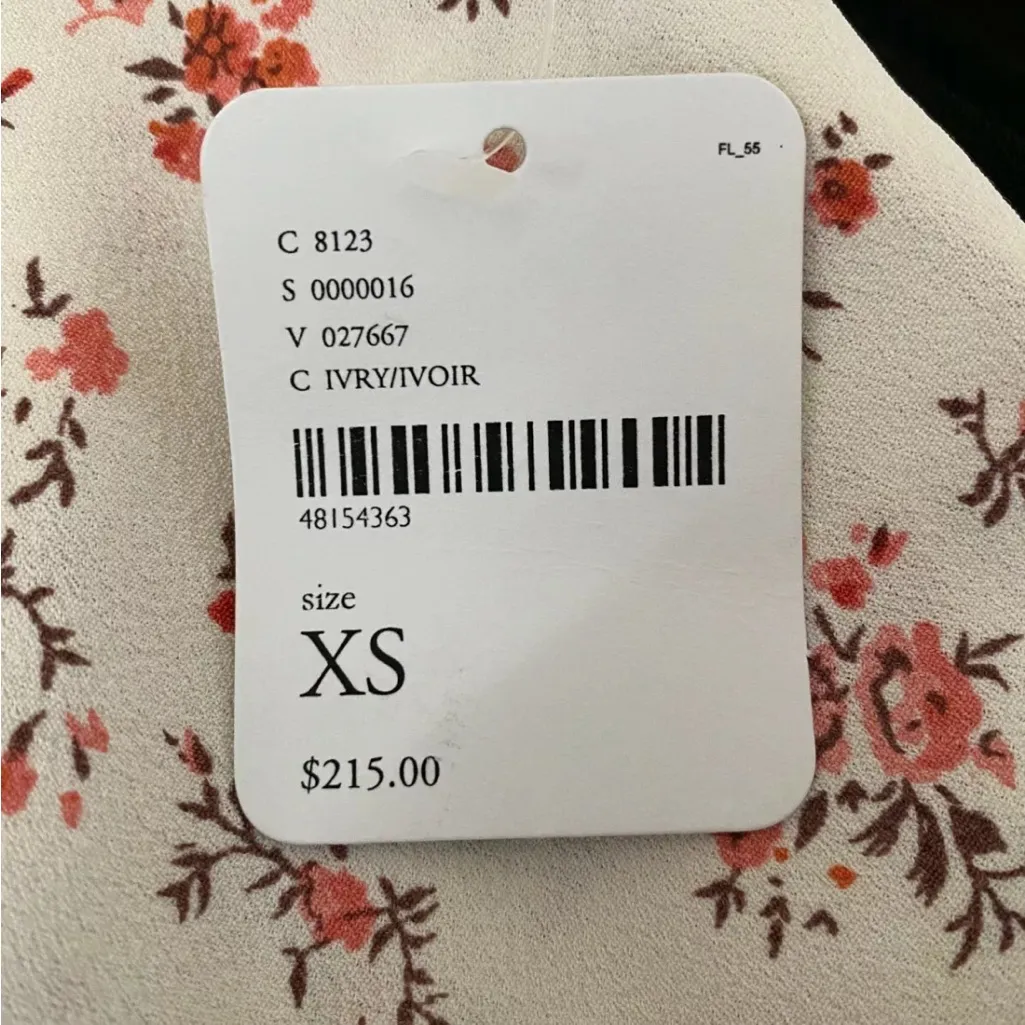 FL_55
C 8123
S 0000016
V 027667
C IVRY/IVOIR
48154363
size
XS
$215.00